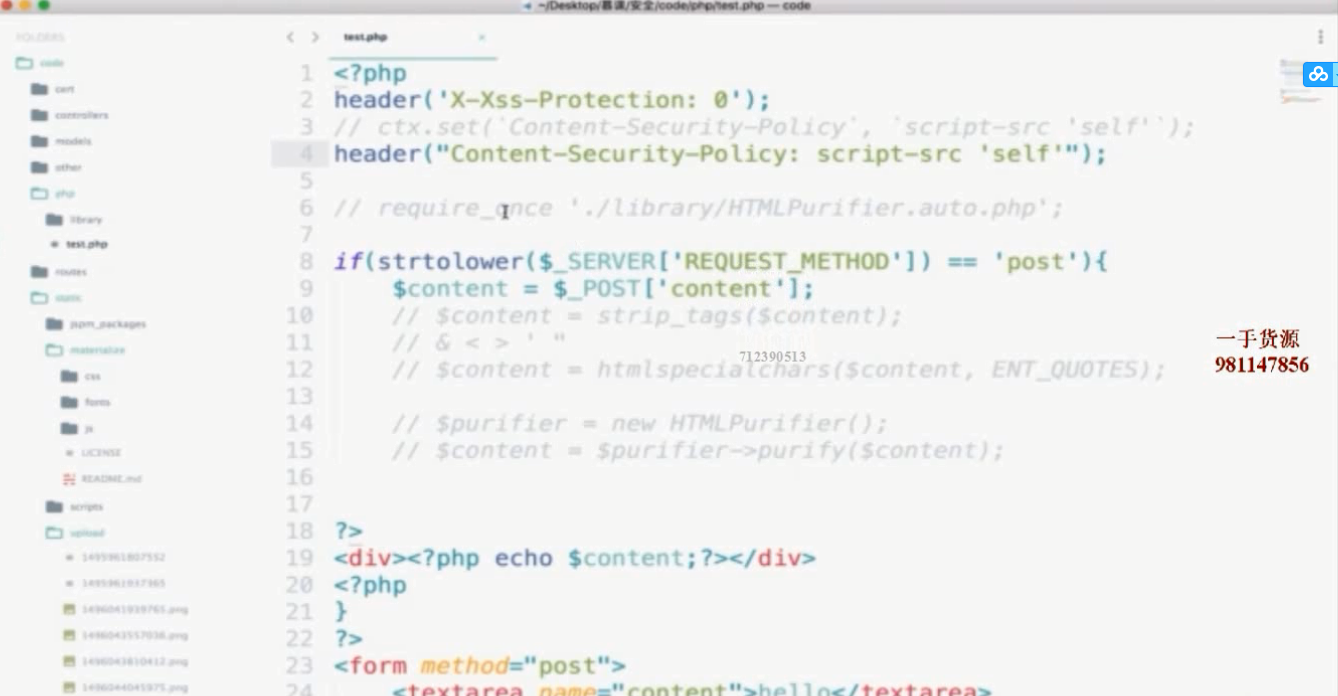 ~/Desktop/慕课/安全/code/php/test.php — code
FOLDERS
code
cert
controllers
models
other
php
library
test.php
routes
static
jspm_packages
materialize
css
fonts
js
LICENSE
README.md
scripts
upload
1495961807552
1495961937365
1496041939765.png
1496043557036.png
1496043810412.png
1496044041975.png
test.php ×
1 <?php
2 header('X-Xss-Protection: 0');
3 // ctx.set(`Content-Security-Policy`, `script-src 'self'`);
4 header("Content-Security-Policy: script-src 'self'");
5
6 // require_once './library/HTMLPurifier.auto.php';
7
8 if(strtolower($_SERVER['REQUEST_METHOD']) == 'post'){
9 $content = $_POST['content'];
10 // $content = strip_tags($content);
11 // & < > ' "
12 // $content = htmlspecialchars($content, ENT_QUOTES);
13
14 // $purifier = new HTMLPurifier();
15 // $content = $purifier->purify($content);
16
17
18 ?>
19 <div><?php echo $content;?></div>
20 <?php
21 }
22 ?>
23 <form method="post">
24 <textarea name="content">hello</textarea>
712390513
一手货源
981147856